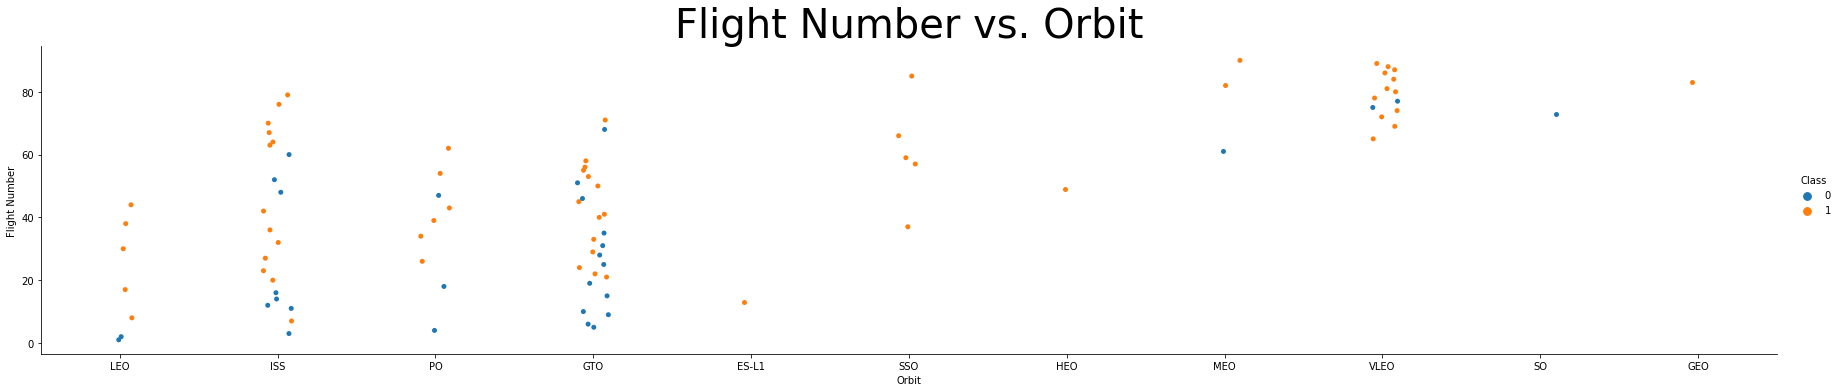 Flight Number vs. Orbit
80
60
40
20
0
Flight Number
LEO ISS PO GTO ES-L1 SSO HEO MEO VLEO SO GEO
Orbit
Class
0
1